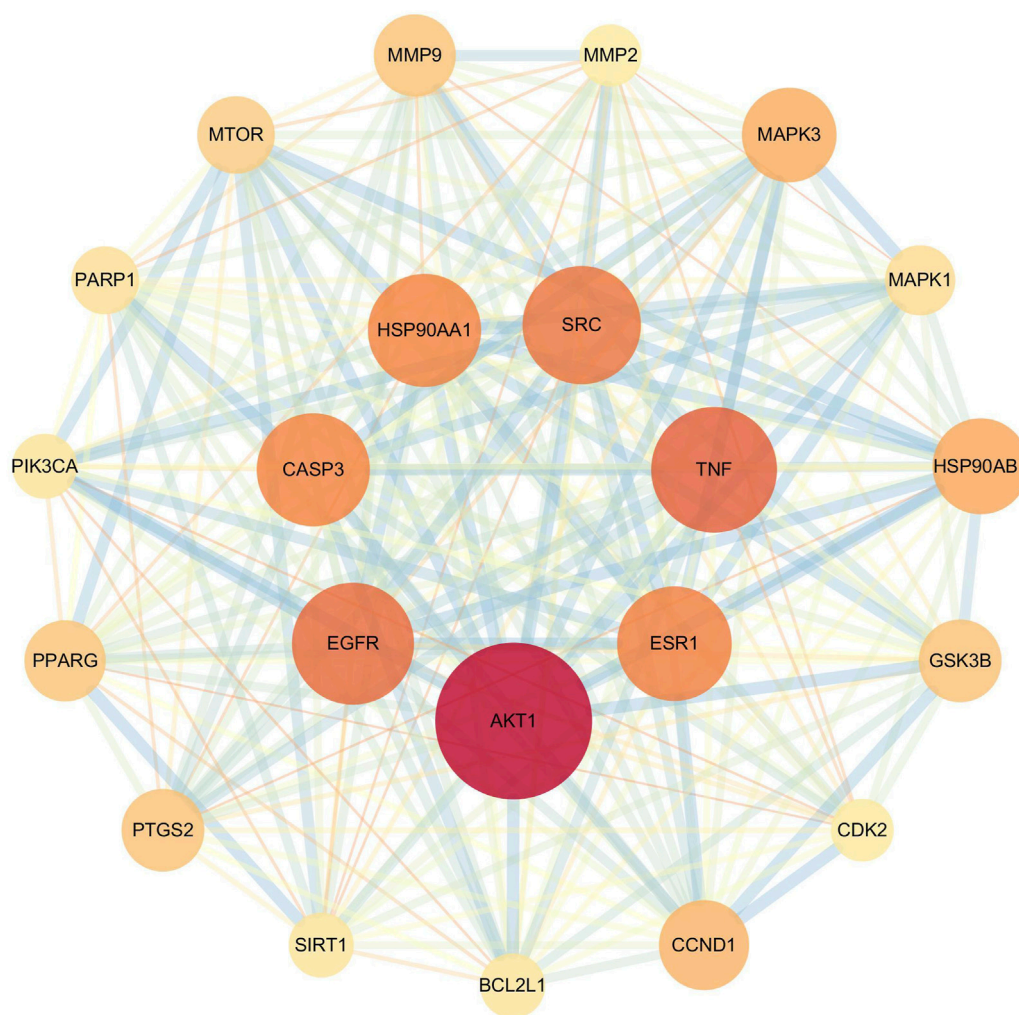 MMP9
MMP2
MTOR
MAPK3
PARP1
MAPK1
HSP90AA1
SRC
PIK3CA
CASP3
TNF
HSP90AB
EGFR
ESR1
PPARG
GSK3B
AKT1
PTGS2
CDK2
SIRT1
CCND1
BCL2L1